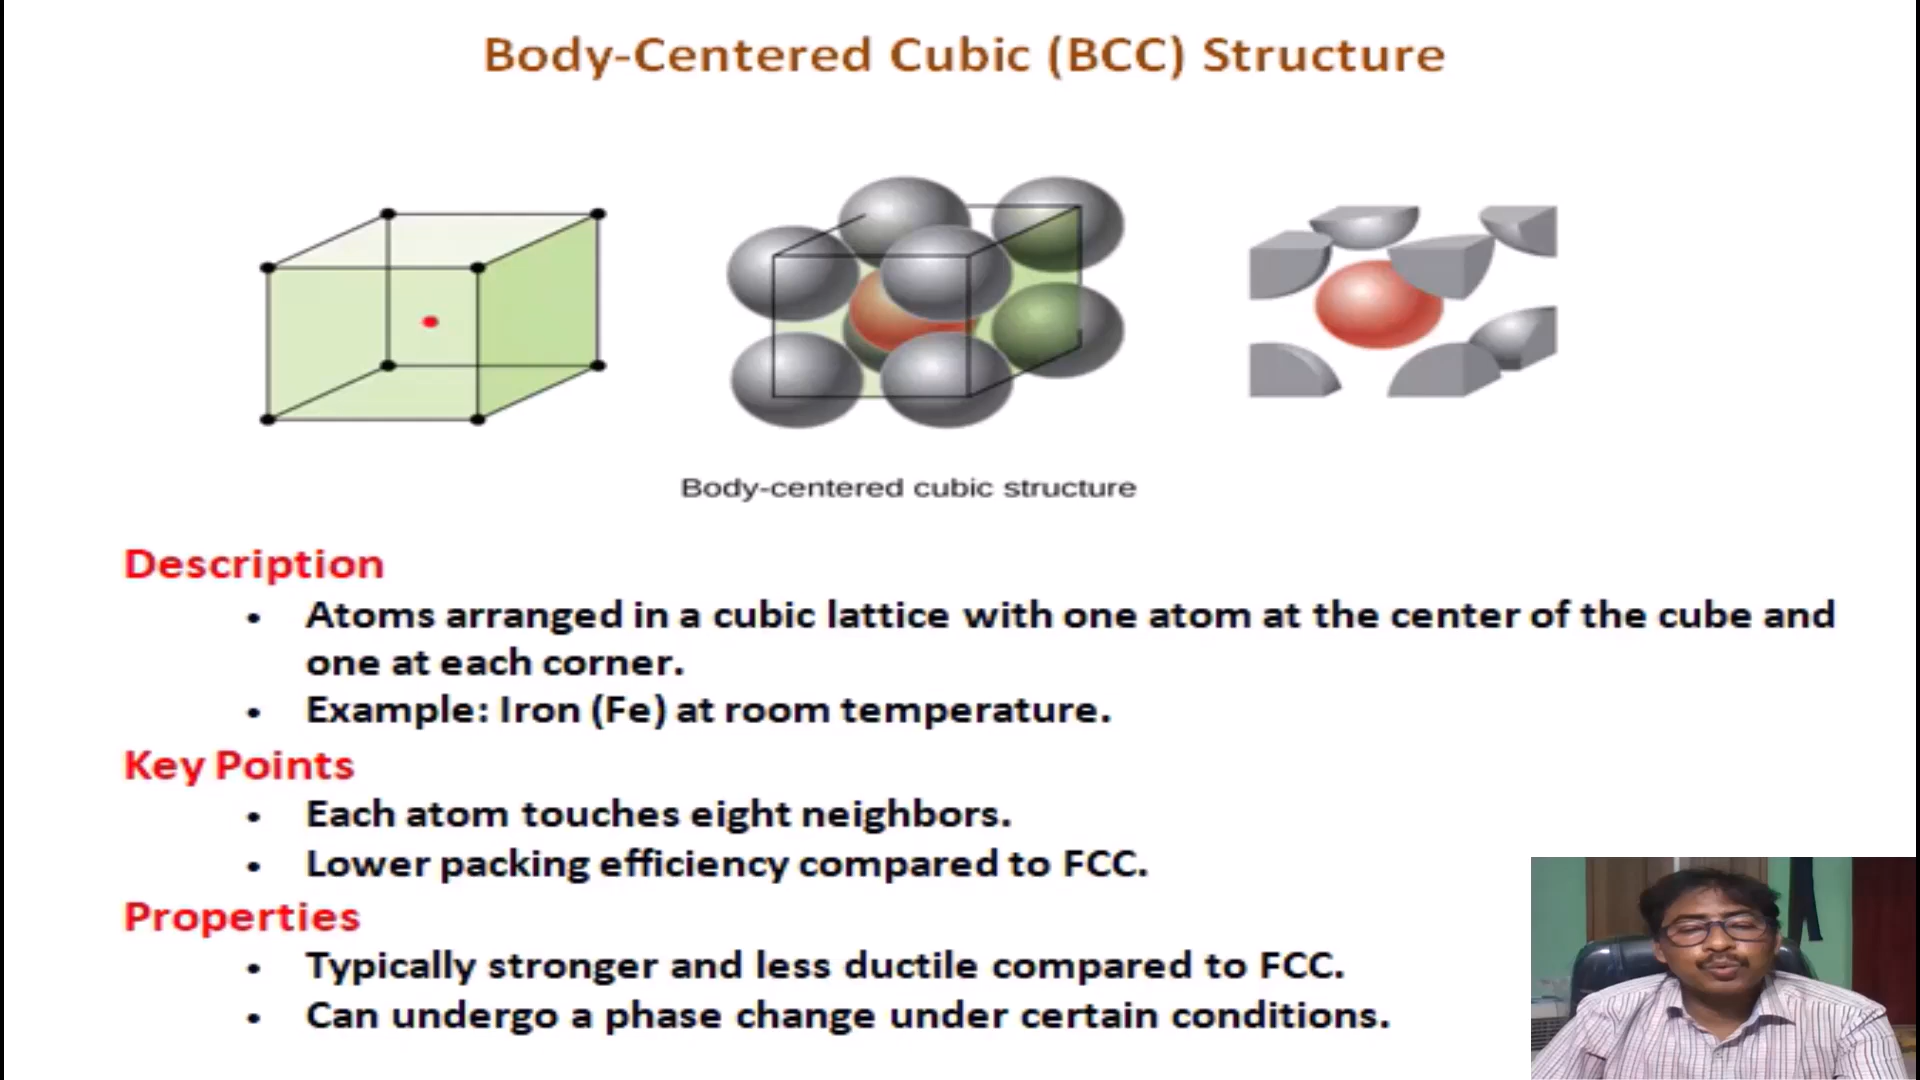 Body-Centered Cubic (BCC) Structure
Body-centered cubic structure
Description
• Atoms arranged in a cubic lattice with one atom at the center of the cube and
one at each corner.
• Example: Iron (Fe) at room temperature.
Key Points
• Each atom touches eight neighbors.
• Lower packing efficiency compared to FCC.
Properties
• Typically stronger and less ductile compared to FCC.
• Can undergo a phase change under certain conditions.